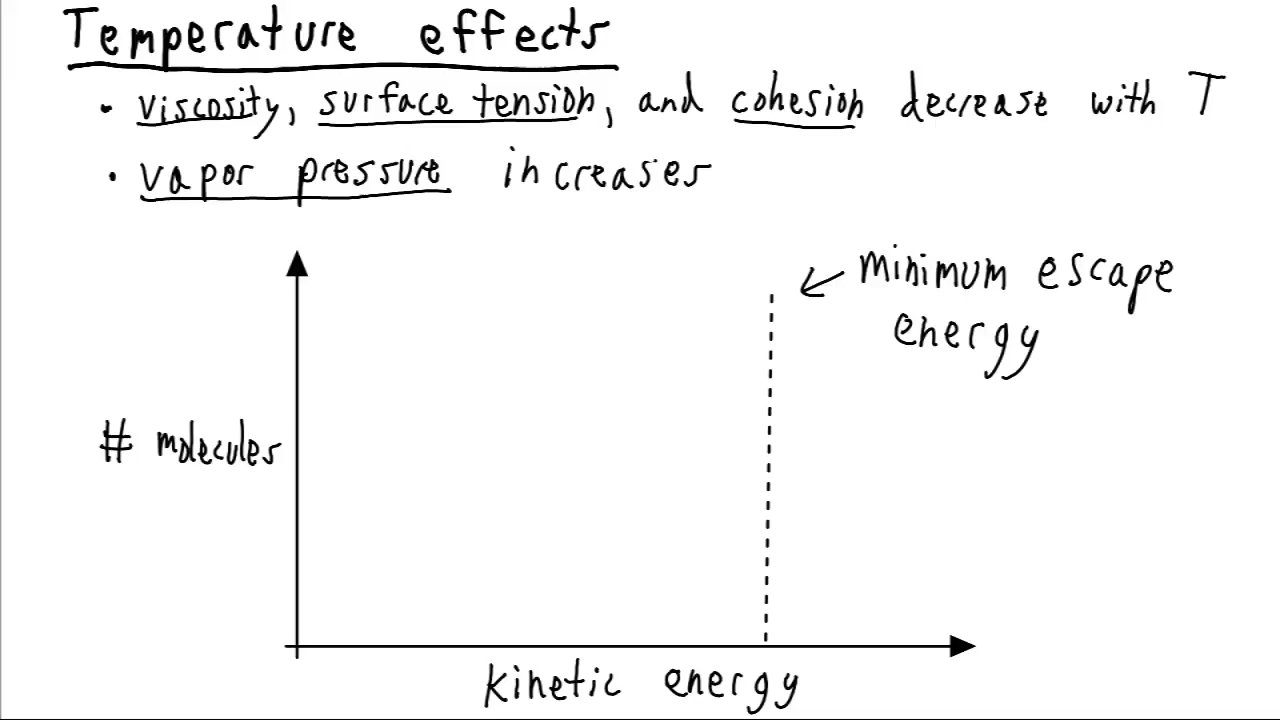 Temperature effects
• viscosity, surface tension, and cohesion decrease with T
• vapor pressure increases
minimum escape
energy
# molecules
kinetic energy